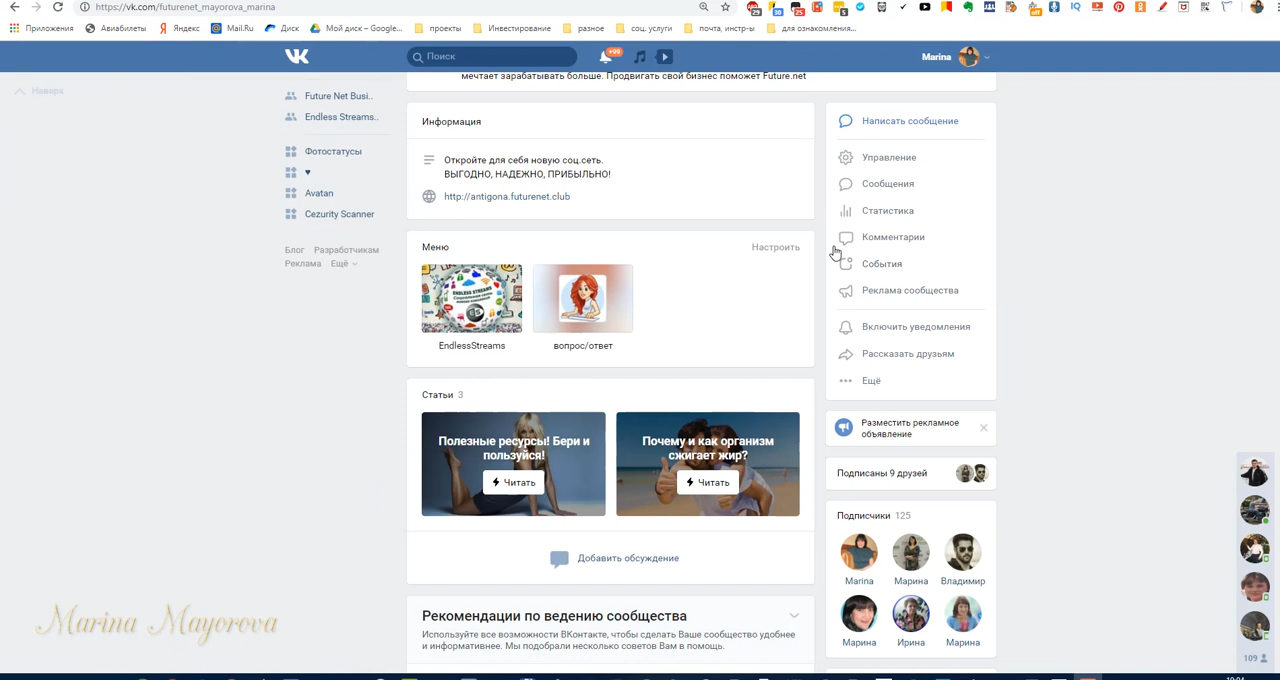 https://vk.com/futurenet_mayorova_marina
Приложения Авиабилеты Яндекс Mail.Ru Диск Мой диск – Google... проекты Инвестирование разное соц, услуги почта, инстр-ы для ознакомления...
Поиск
+99
Marina
мечтает зарабатывать больше. Продвигать свой бизнес поможет Future.net
Наверх
Future Net Busi..
Endless Streams..
Фотостатусы
♥
Avatan
Cezurity Scanner
Блог Разработчикам
Реклама Ещё
Информация
Откройте для себя новую соц.сеть.
ВЫГОДНО, НАДЕЖНО, ПРИБЫЛЬНО!
http://antigona.futurenet.club
Меню Настроить
ENDLESS STREAMS
EndlessStreams
вопрос/ответ
Статьи 3
Полезные ресурсы! Бери и
пользуйся!
Читать
Почему и как организм
сжигает жир?
Читать
Добавить обсуждение
Рекомендации по ведению сообщества
Используйте все возможности ВКонтакте, чтобы сделать Ваше сообщество удобнее
и информативнее. Мы подобрали несколько советов Вам в помощь.
Написать сообщение
Управление
Сообщения
Статистика
Комментарии
События
Реклама сообщества
Включить уведомления
Рассказать друзьям
Ещё
Разместить рекламное
объявление
Подписаны 9 друзей
Подписчики 125
Marina Марина Владимир
Марина Ирина Марина
109
Marina Mayorova